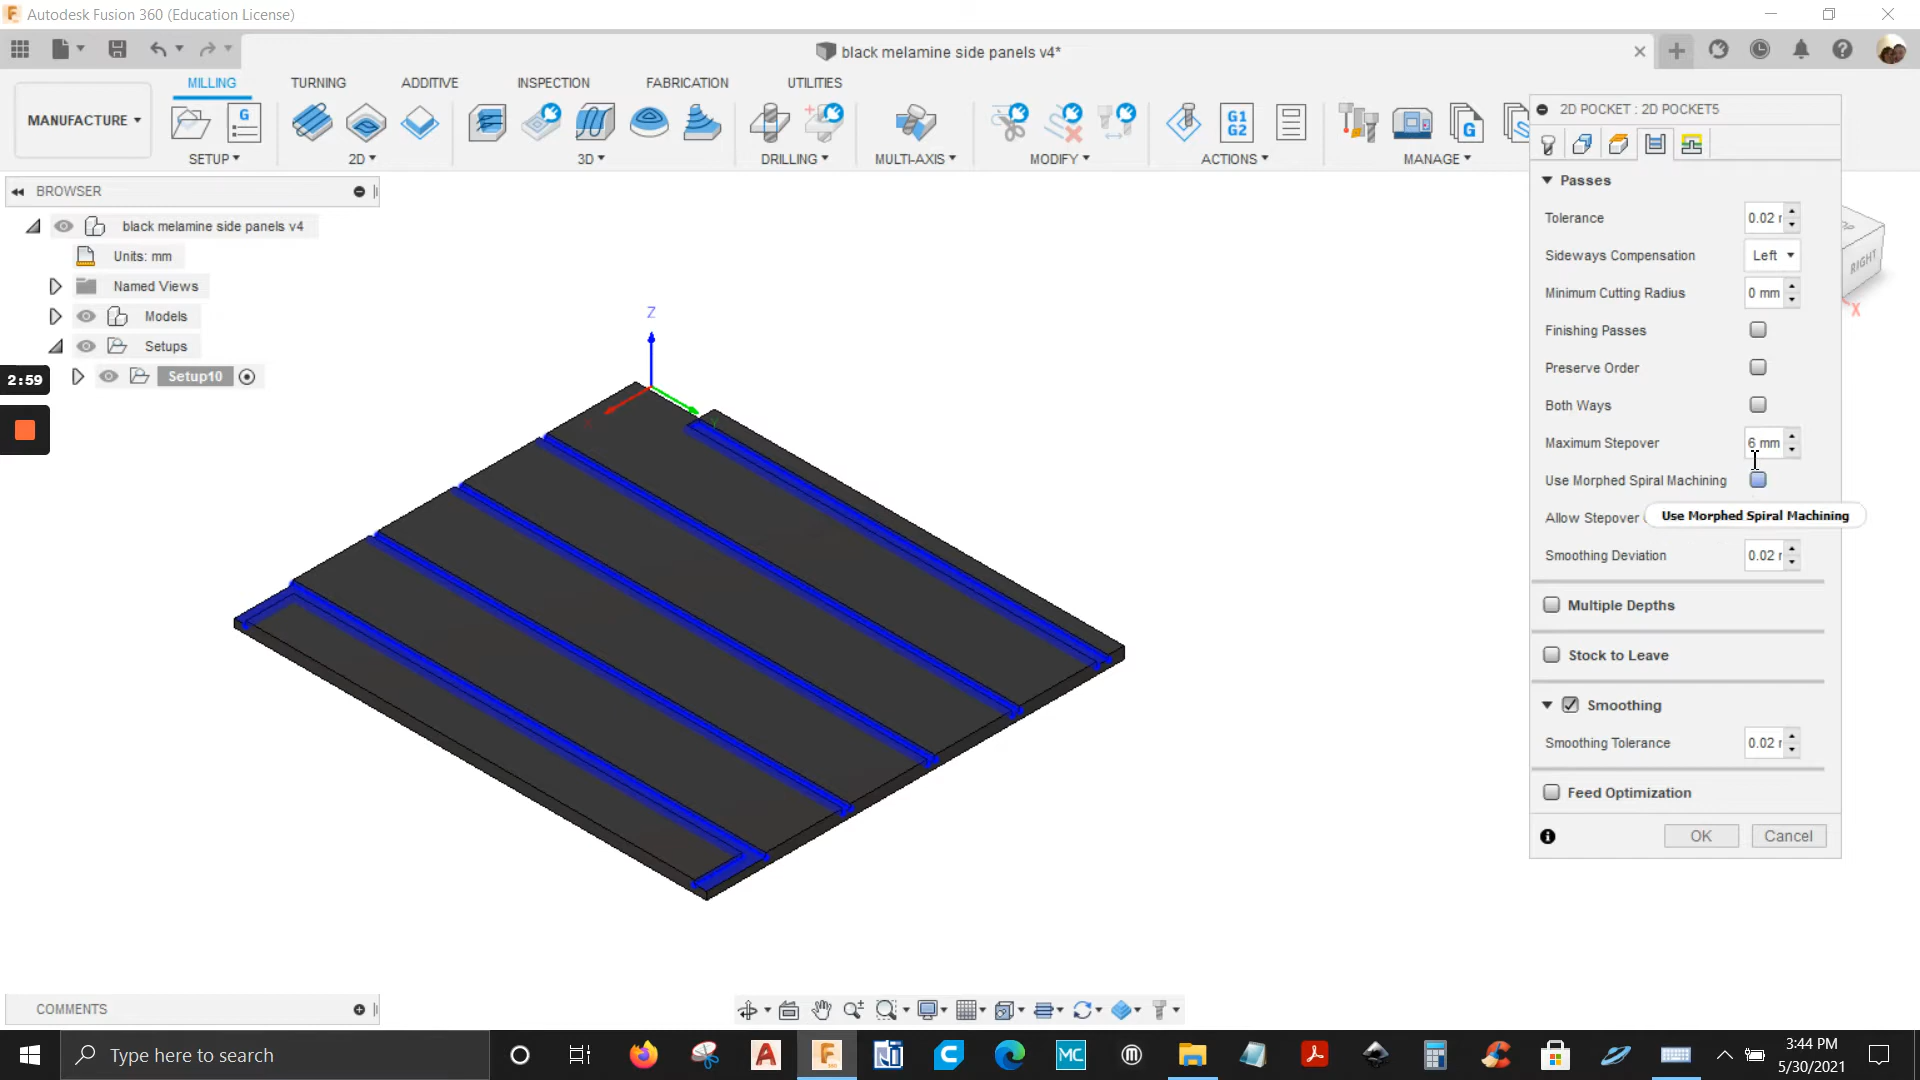 Autodesk Fusion 360 (Education License)
black melamine side panels v4*
MILLING
TURNING
ADDITIVE
INSPECTION
FABRICATION
UTILITIES
MANUFACTURE
G
G1
G2
G
SETUP
2D
3D
DRILLING
MULTI-AXIS
MODIFY
ACTIONS
MANAGE
BROWSER
black melamine side panels v4
Units: mm
Named Views
Models
Setups
Setup10
2:59
Z
X
Y
RIGHT
X
2D POCKET : 2D POCKETS
Passes
Tolerance 0.02
Sideways Compensation Left
Minimum Cutting Radius 0 mm
Finishing Passes
Preserve Order
Both Ways
Maximum Stepover 6 mm
Use Morphed Spiral Machining
Allow Stepover
Use Morphed Spiral Machining
Smoothing Deviation 0.02
Multiple Depths
Stock to Leave
Smoothing
Smoothing Tolerance 0.02
Feed Optimization
OK Cancel
COMMENTS
Type here to search
MC
3:44 PM
5/30/2021